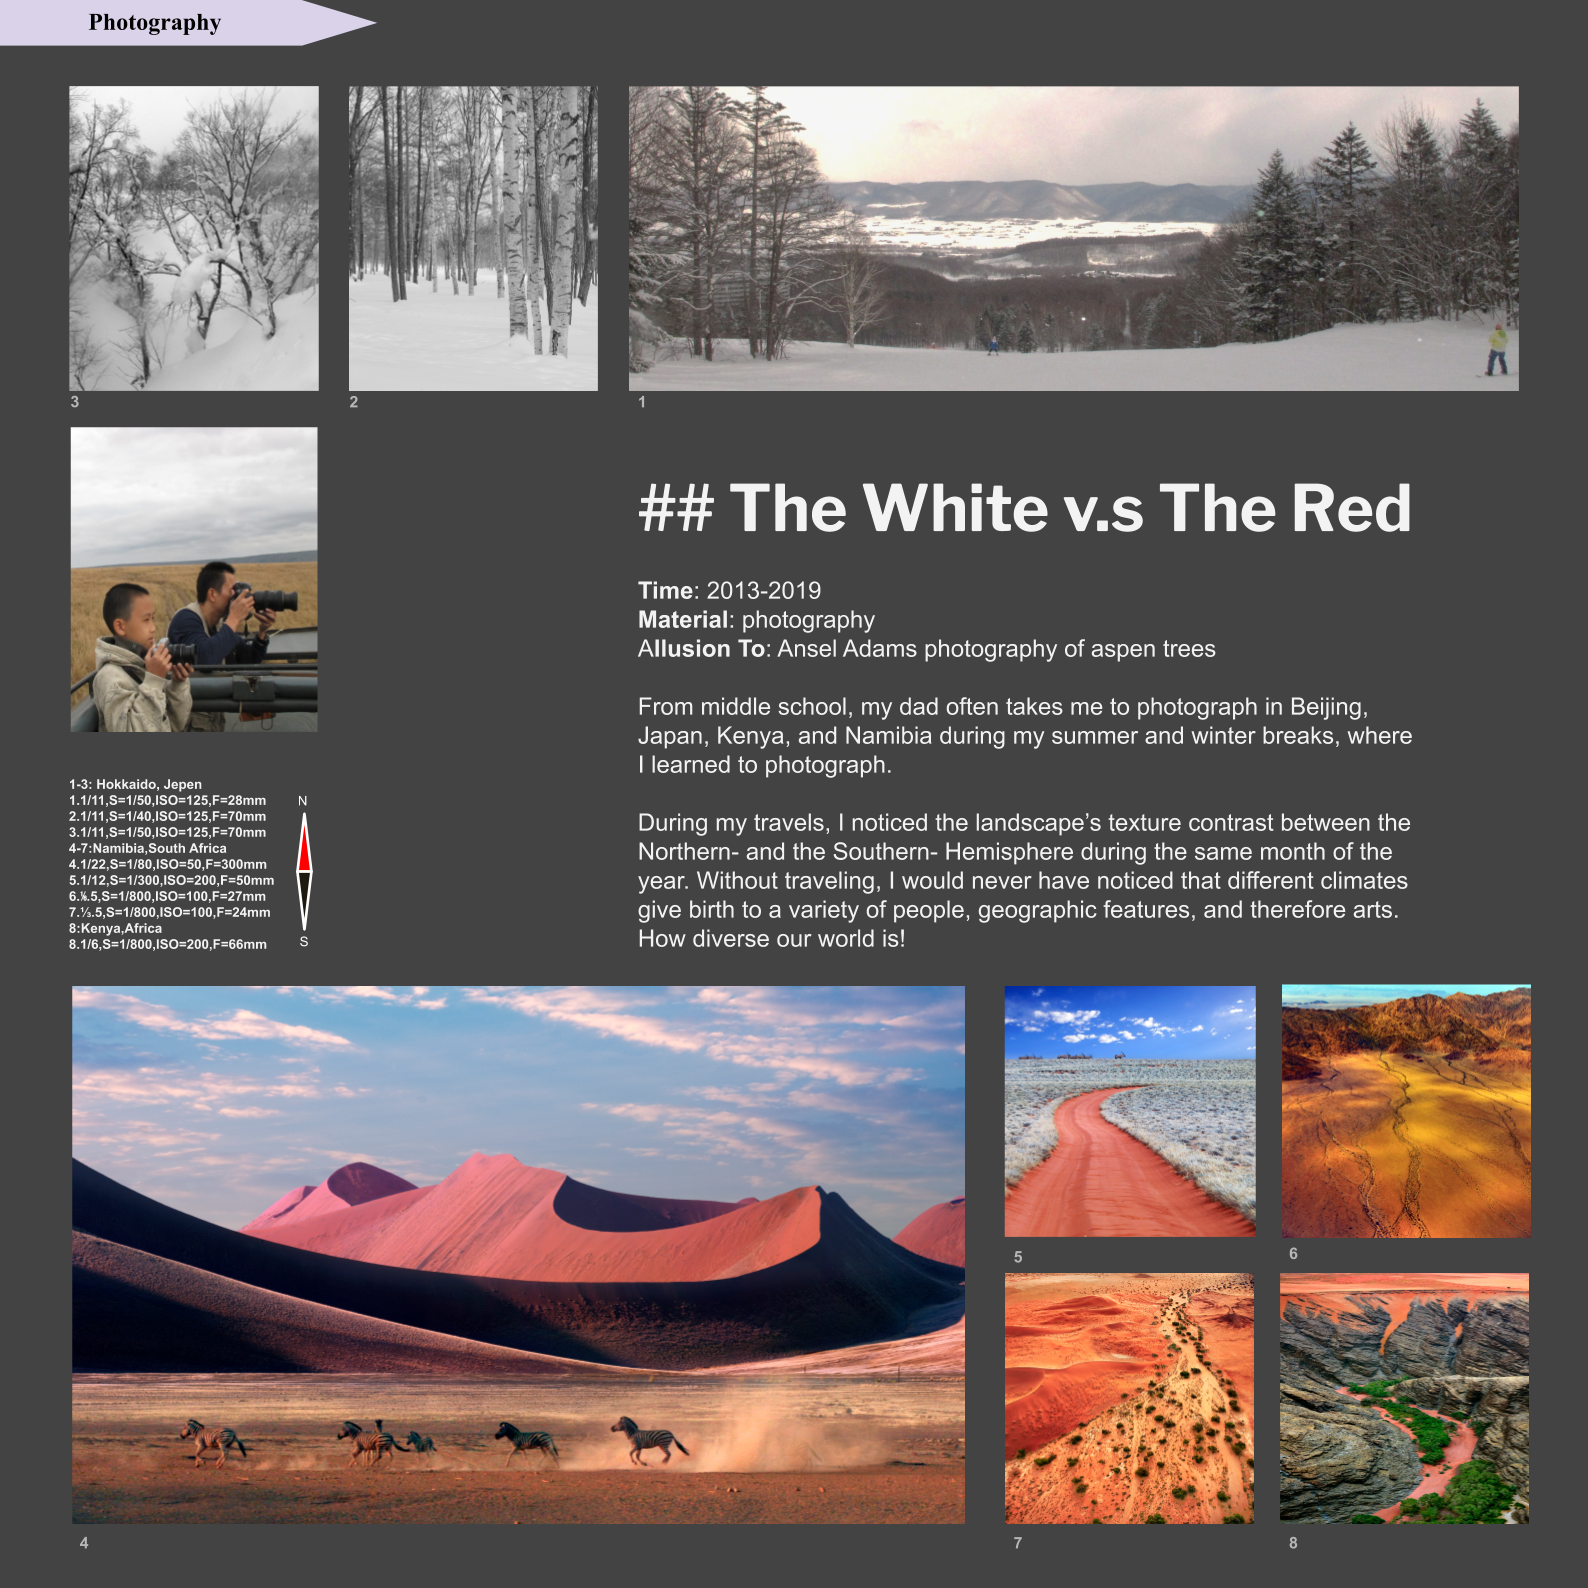 Photography
3
2
1
## The White v.s The Red
Time: 2013-2019
Material: photography
Allusion To: Ansel Adams photography of aspen trees
From middle school, my dad often takes me to photograph in Beijing,
Japan, Kenya, and Namibia during my summer and winter breaks, where
I learned to photograph.
During my travels, I noticed the landscape’s texture contrast between the
Northern- and the Southern- Hemisphere during the same month of the
year. Without traveling, I would never have noticed that different climates
give birth to a variety of people, geographic features, and therefore arts.
How diverse our world is!
1-3: Hokkaido, Jepen
1.1/11,S=1/50,ISO=125,F=28mm
2.1/11,S=1/40,ISO=125,F=70mm
3.1/11,S=1/50,ISO=125,F=70mm
4-7:Namibia,South Africa
4.1/22,S=1/80,ISO=50,F=300mm
5.1/12,S=1/300,ISO=200,F=50mm
.5,S=1/800,ISO=100,F=27mm
7.⅓.5,S=1/800,ISO=100,F=24mm
8:Kenya,Africa
8.1/6,S=1/800,ISO=200,F=66mm
N
S
5
6
4
7
8